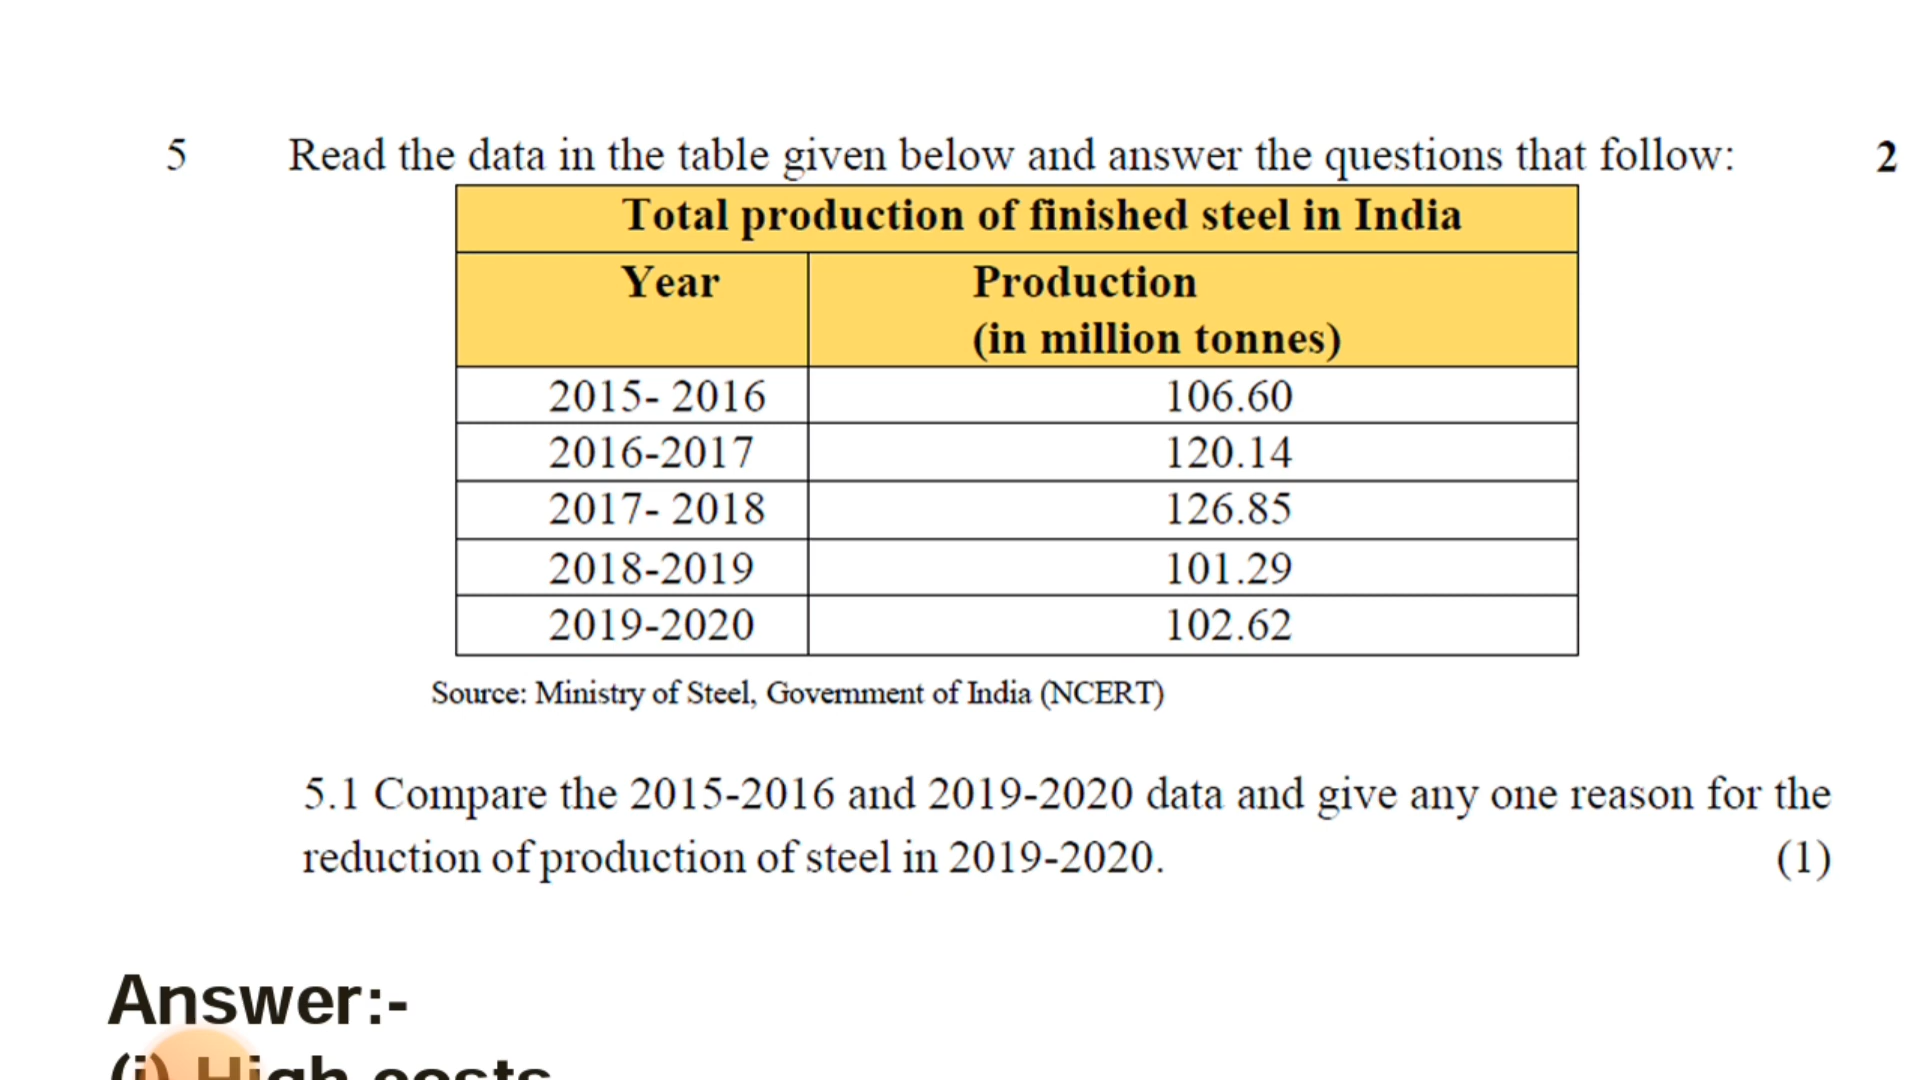 5 Read the data in the table given below and answer the questions that follow: 2
Total production of finished steel in India
Year Production
(in million tonnes)
2015- 2016 106.60
2016-2017 120.14
2017- 2018 126.85
2018-2019 101.29
2019-2020 102.62
Source: Ministry of Steel, Government of India (NCERT)
5.1 Compare the 2015-2016 and 2019-2020 data and give any one reason for the
reduction of production of steel in 2019-2020. (1)
Answer:-
(i) High costs